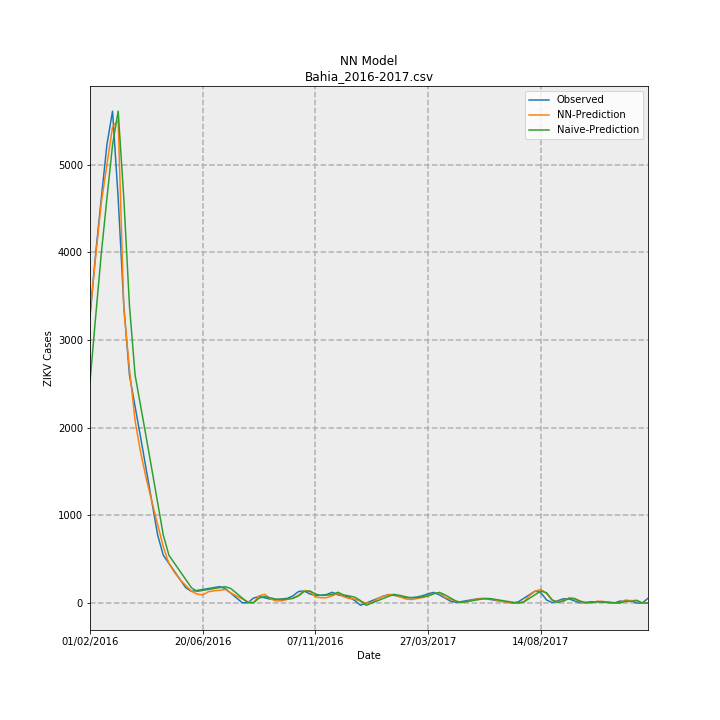 NN Model
Bahia_2016-2017.csv
Observed
NN-Prediction
Naive-Prediction
ZIKV Cases
5000
4000
3000
2000
1000
0
01/02/2016
20/06/2016
07/11/2016
27/03/2017
14/08/2017
Date